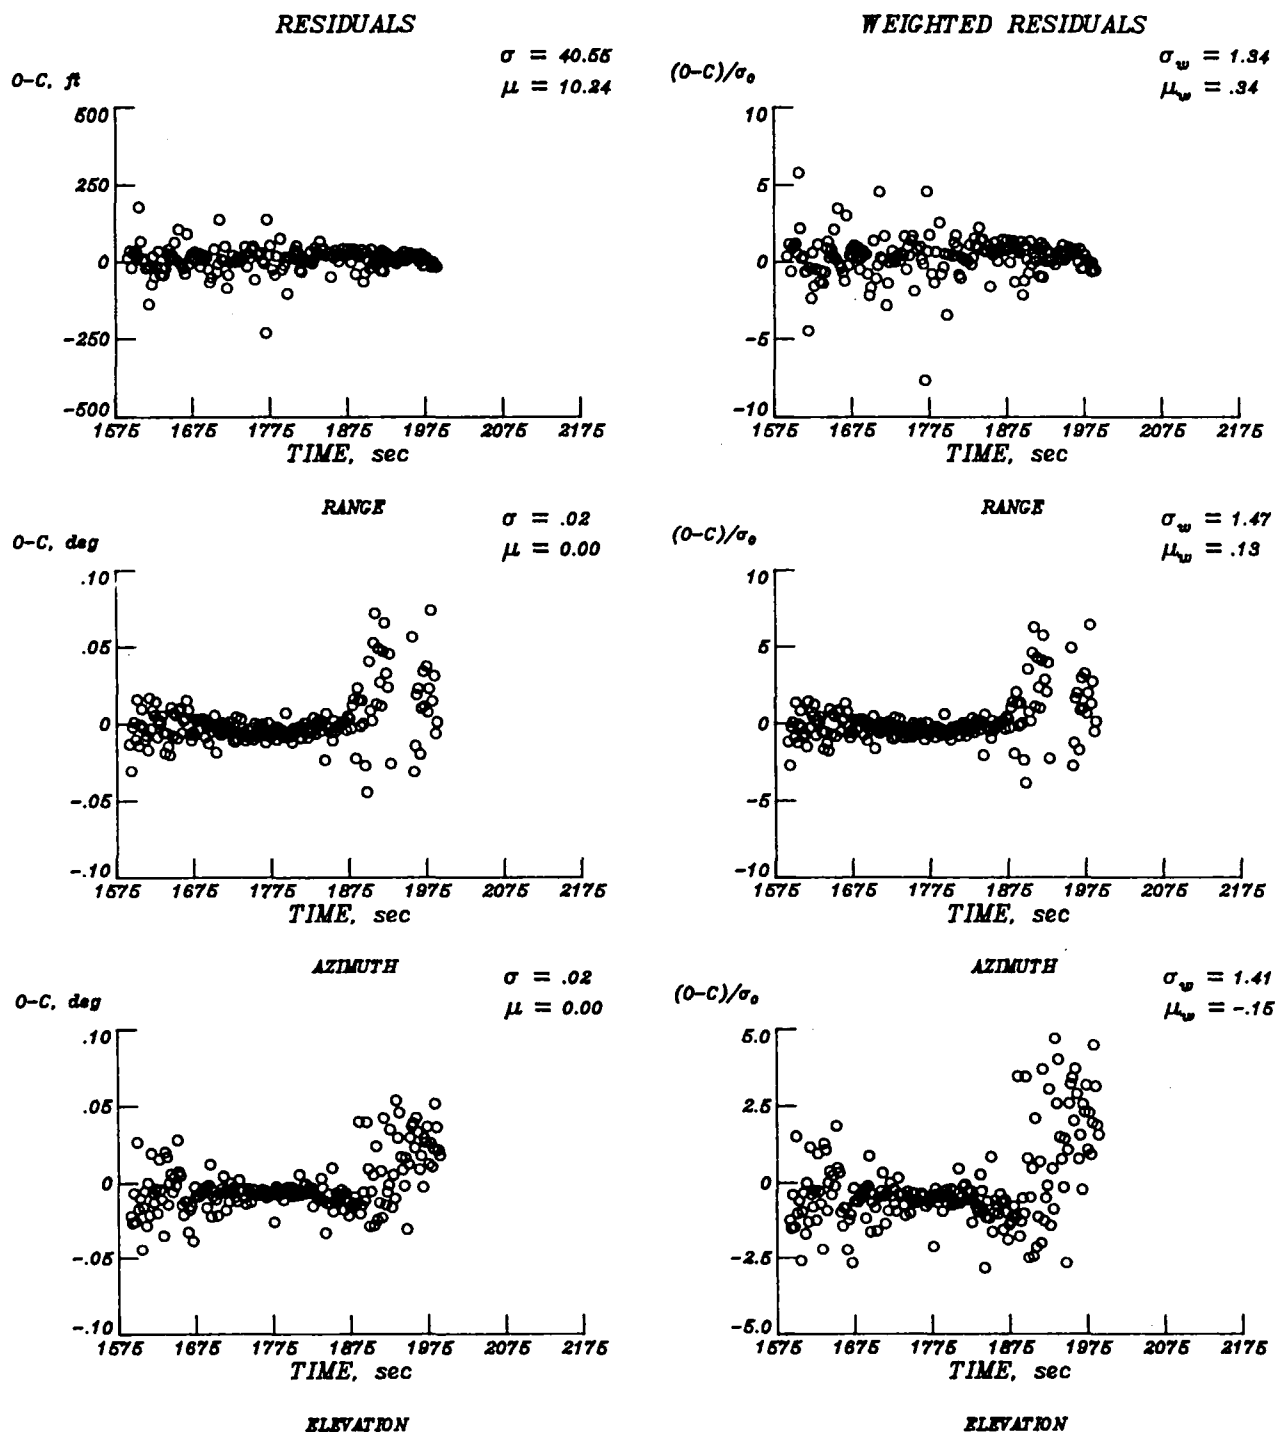 RESIDUALS
σ = 40.55
μ = 10.24
O-C, ft
500
250
0
-250
-500
1575 1675 1775 1875 1975 2075 2175
TIME, sec
RANGE
WEIGHTED RESIDUALS
σw = 1.34
μw = .34
(O-C)/σ0
10
5
0
-5
-10
1575 1675 1775 1875 1975 2075 2175
TIME, sec
RANGE
σ = .02
μ = 0.00
O-C, deg
.10
.05
0
-.05
-.10
1575 1675 1775 1875 1975 2075 2175
TIME, sec
AZIMUTH
σw = 1.47
μw = .13
(O-C)/σ0
10
5
0
-5
-10
1575 1675 1775 1875 1975 2075 2175
TIME, sec
AZIMUTH
σ = .02
μ = 0.00
O-C, deg
.10
.05
0
-.05
-.10
1575 1675 1775 1875 1975 2075 2175
TIME, sec
ELEVATION
σw = 1.41
μw = -.15
(O-C)/σ0
5.0
2.5
0
-2.5
-5.0
1575 1675 1775 1875 1975 2075 2175
TIME, sec
ELEVATION